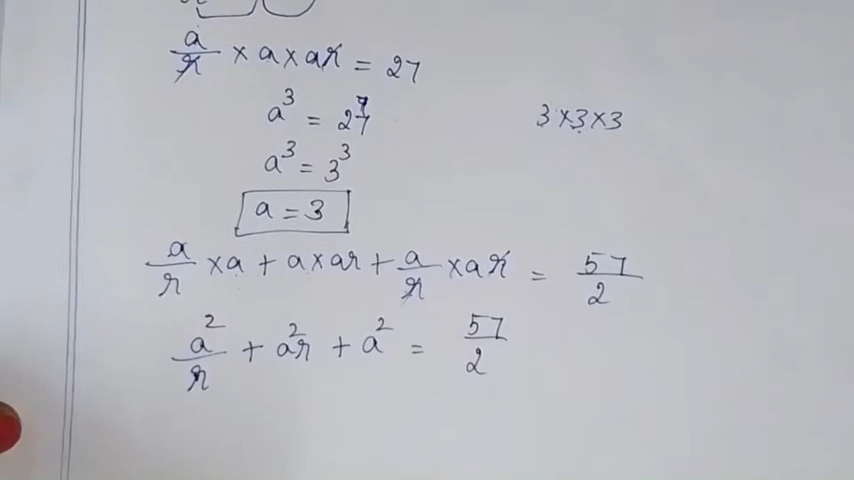 a/r × a × ar = 27
a³ = 27
3 × 3 × 3
a³ = 3³
a = 3
a/r × a + a × ar + a/r × ar = 57/2
a²/r + a²r + a² = 57/2